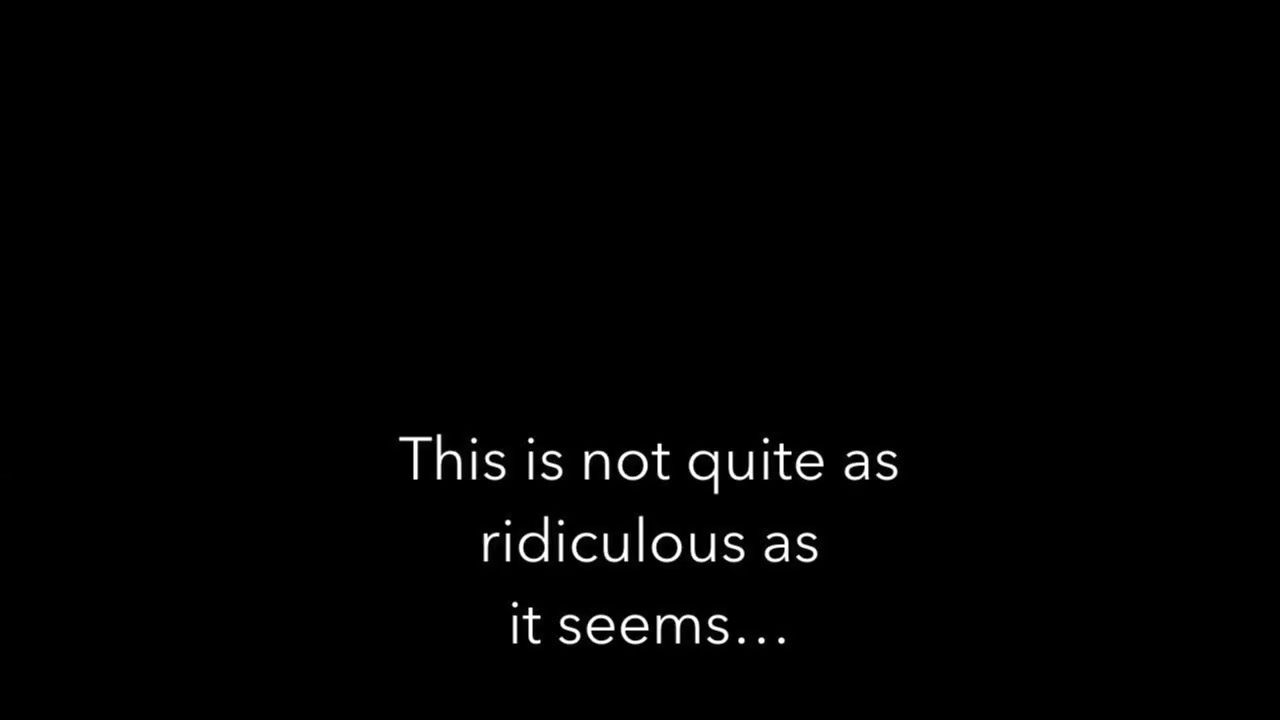 This is not quite as
ridiculous as
it seems…